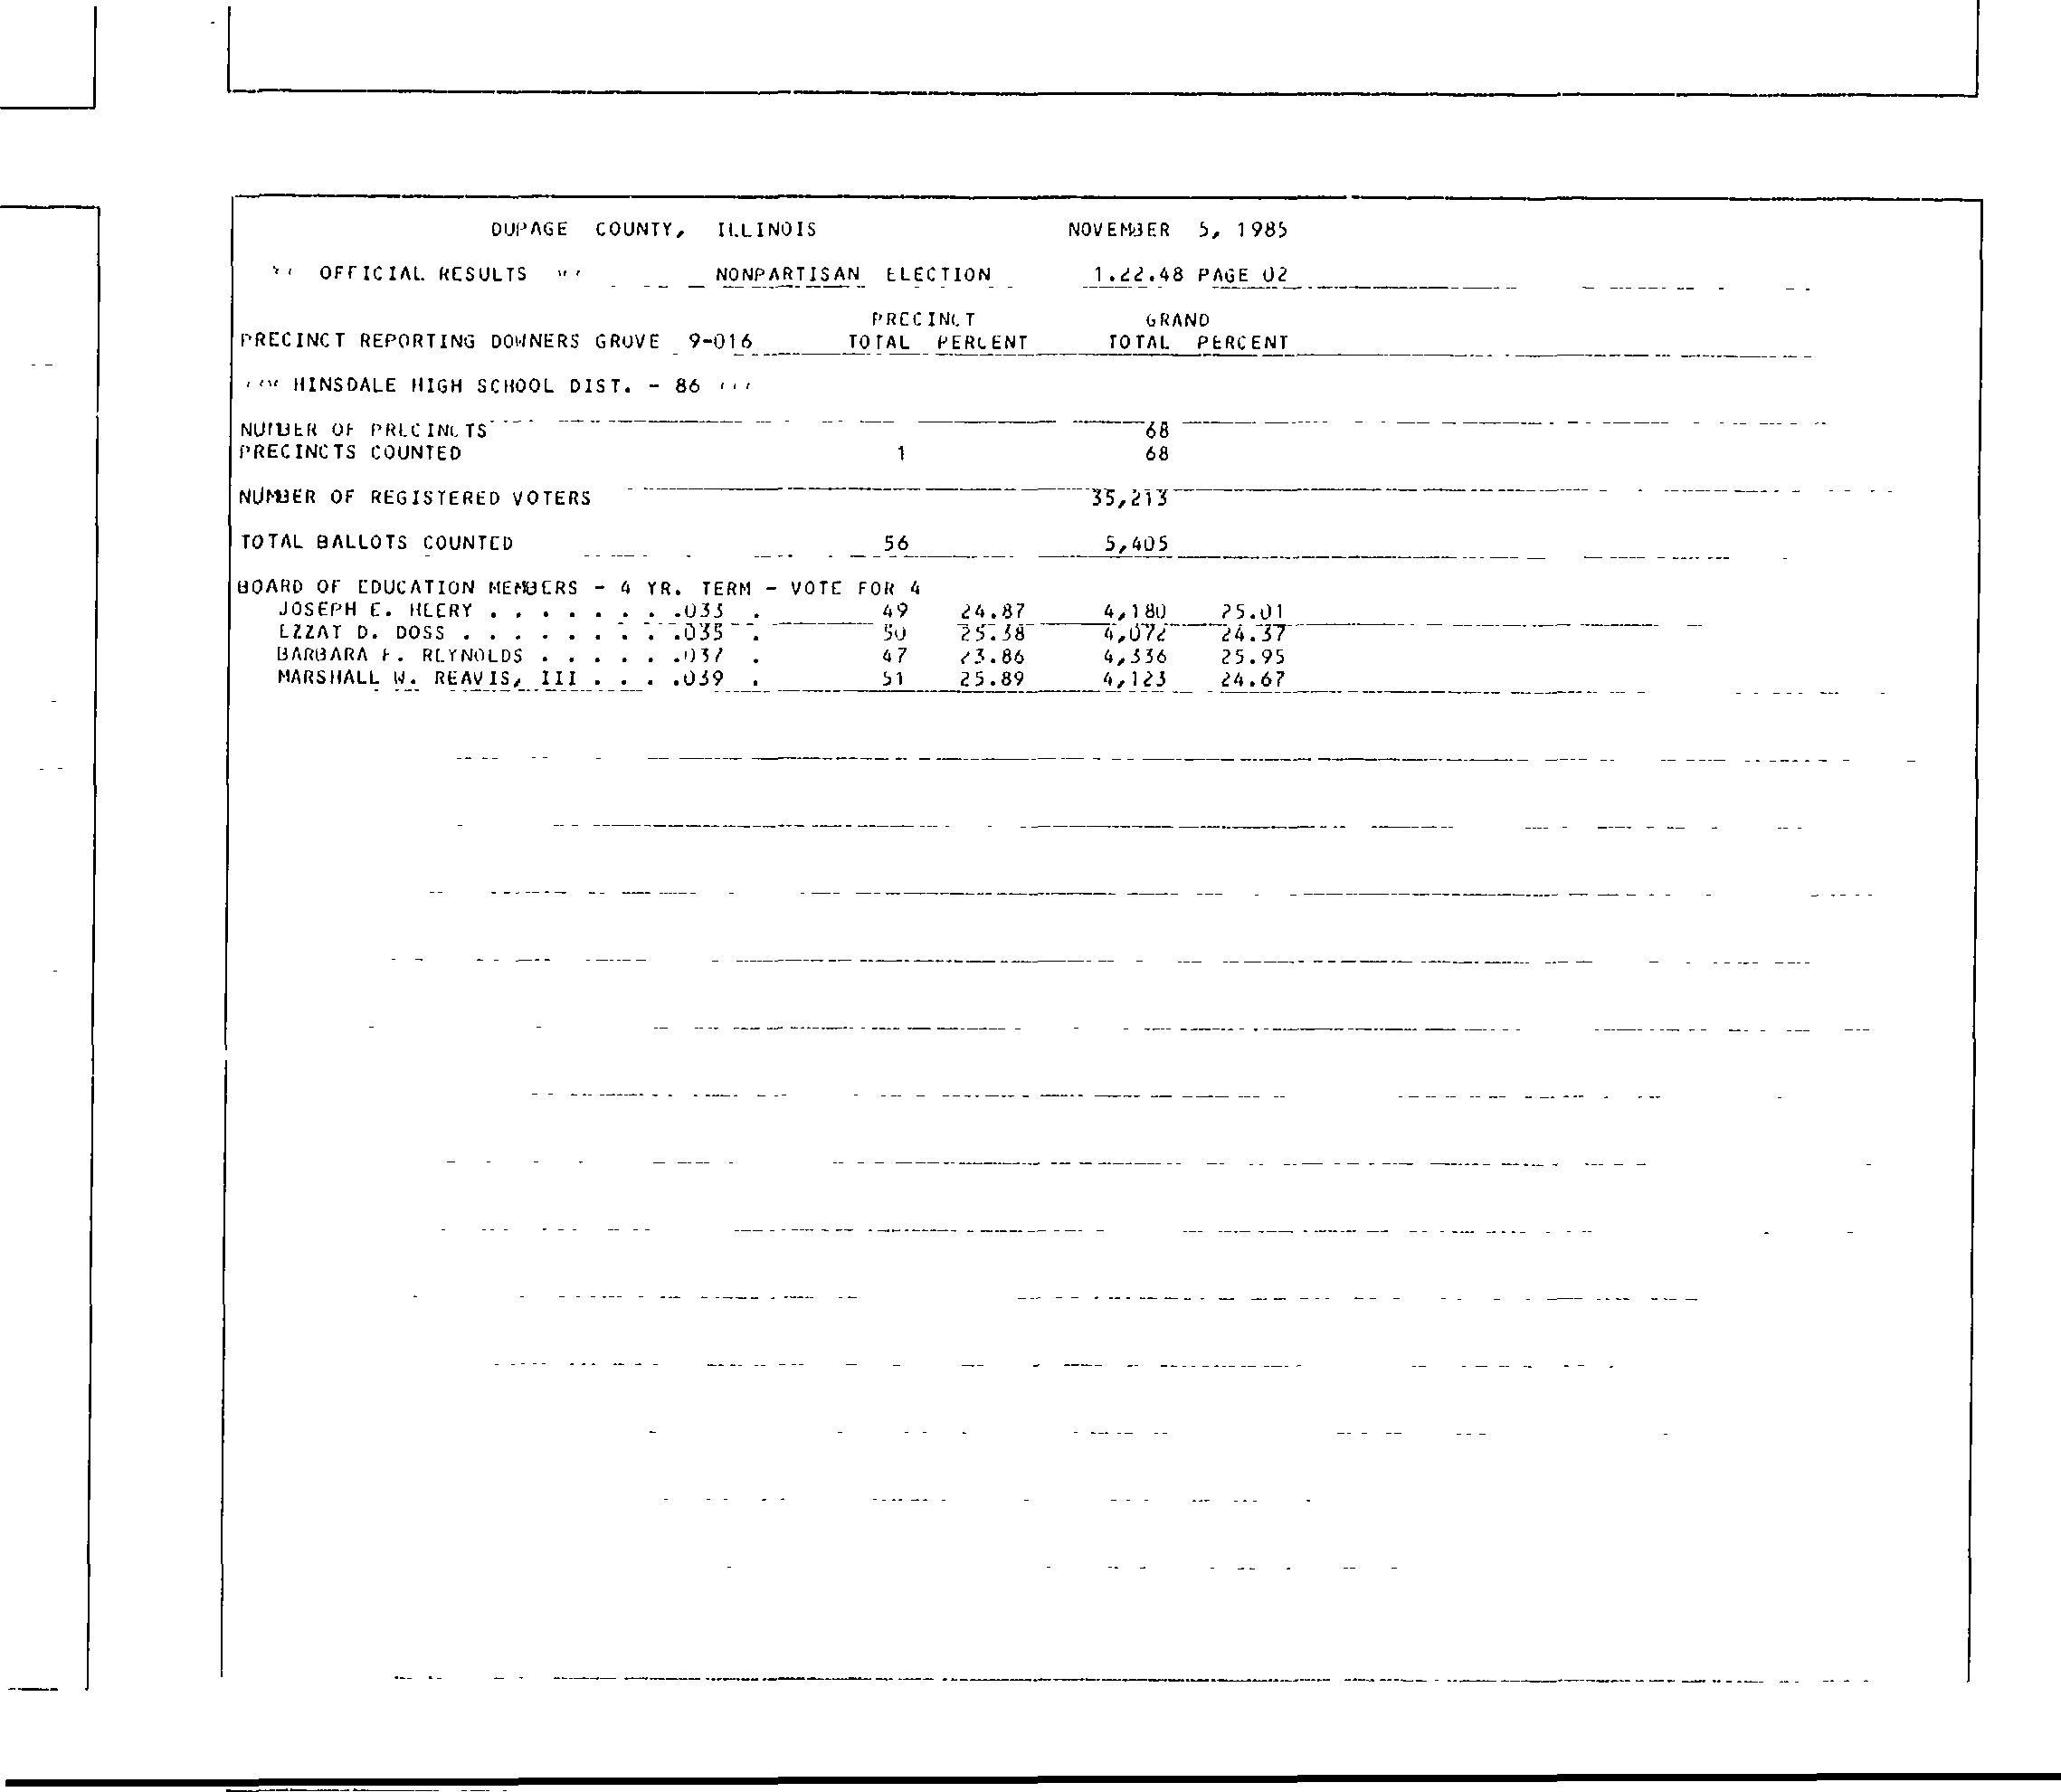 DUPAGE COUNTY, ILLINOIS NOVEMBER 5, 1985
OFFICIAL RESULTS NONPARTISAN ELECTION 1.22.48 PAGE 02
PRECINCT GRAND
PRECINCT REPORTING DOWNERS GROVE 9-016 TOTAL PERCENT TOTAL PERCENT
HINSDALE HIGH SCHOOL DIST. - 86
NUMBER OF PRECINCTS 68
PRECINCTS COUNTED 1 68
NUMBER OF REGISTERED VOTERS 35,213
TOTAL BALLOTS COUNTED 56 5,405
BOARD OF EDUCATION MEMBERS - 4 YR. TERM - VOTE FOR 4
JOSEPH E. HEERY . . . . . . . .033 . 49 24.87 4,180 25.01
EZZAT D. DOSS . . . . . . . . .035 . 50 25.38 4,072 24.37
BARBARA F. REYNOLDS . . . . . .037 . 47 23.86 4,336 25.95
MARSHALL W. REAVIS, III . . . .039 . 51 25.89 4,123 24.67